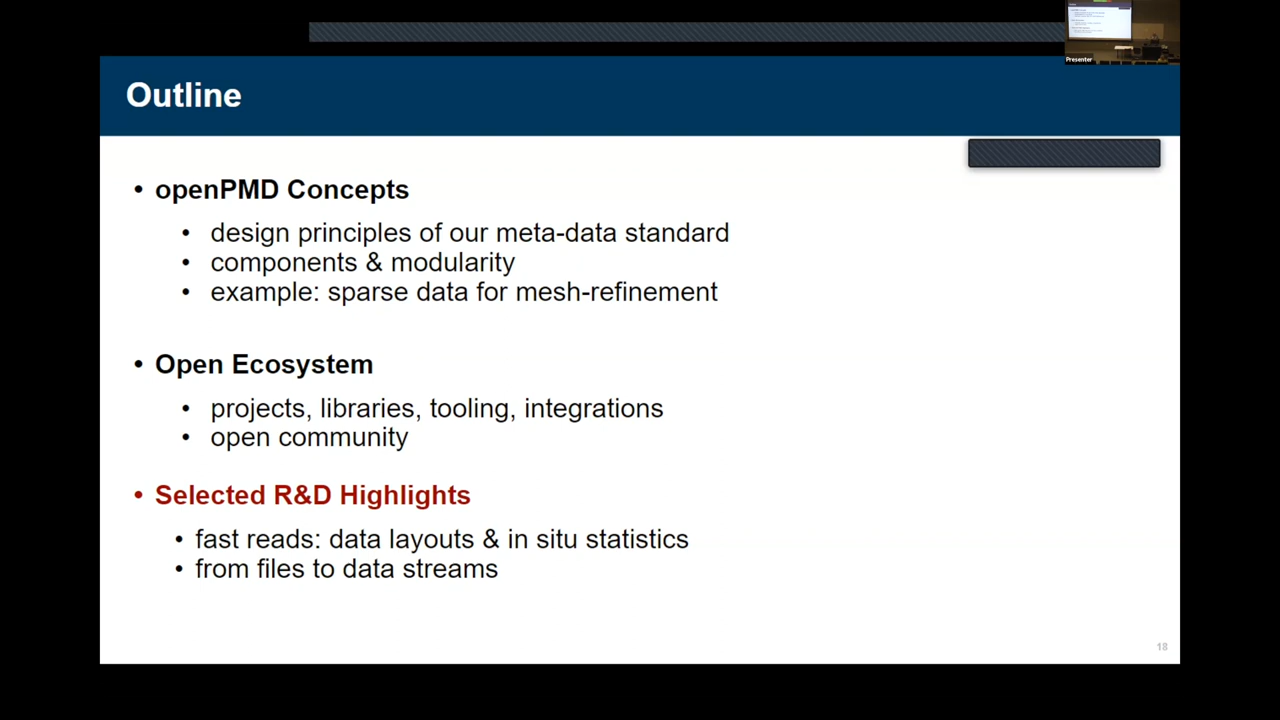 Presenter
Outline
• openPMD Concepts
• design principles of our meta-data standard
• components & modularity
• example: sparse data for mesh-refinement
• Open Ecosystem
• projects, libraries, tooling, integrations
• open community
• Selected R&D Highlights
• fast reads: data layouts & in situ statistics
• from files to data streams
18